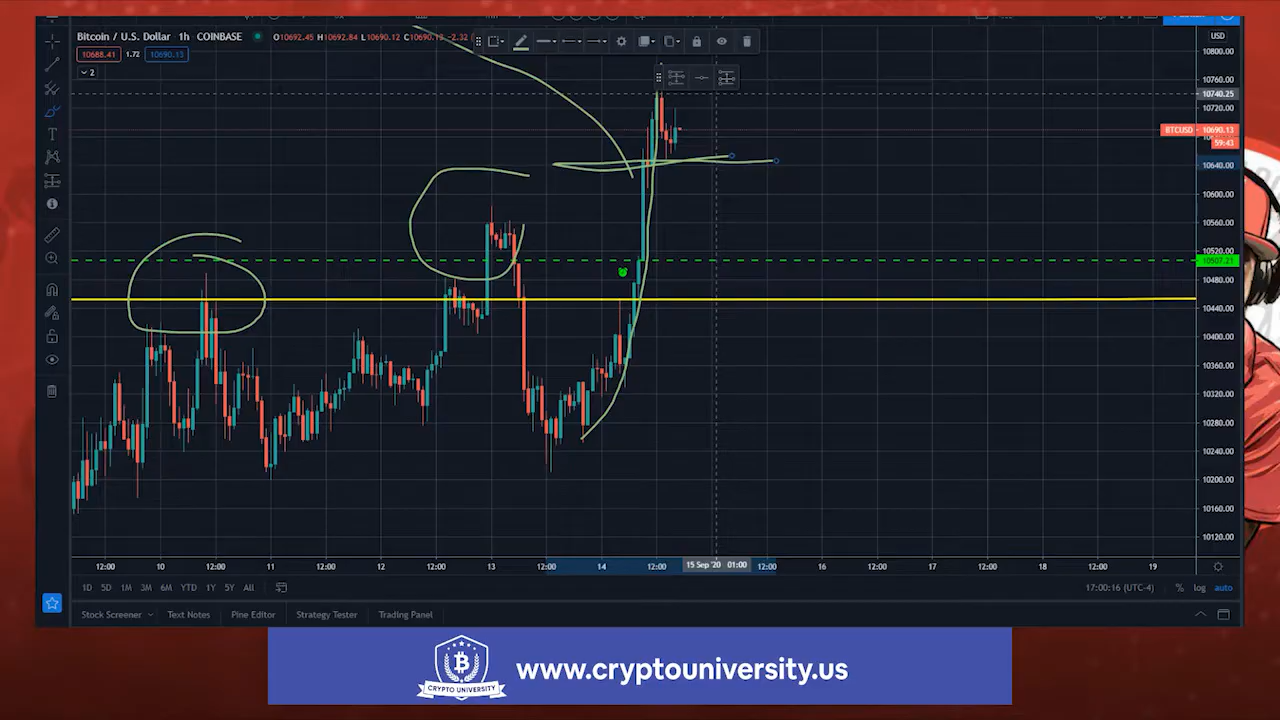 Bitcoin / U.S. Dollar 1h COINBASE O10692.45 H10692.84 L10690.12 C10690.13 -2.32
10688.41 1.72 10690.13
2
USD
10800.00
10760.00
10740.25
10720.00
BTCUSD 10690.13
59:43
10640.00
10600.00
10560.00
10520.00
10507.21
10480.00
10440.00
10400.00
10360.00
10320.00
10280.00
10240.00
10200.00
10160.00
10120.00
12:00 10 12:00 11 12:00 12 12:00 13 12:00 14 12:00 15 Sep '20 01:00 12:00 16 12:00 17 12:00 18 12:00 19
1D 5D 1M 3M 6M YTD 1Y 5Y All 17:00:16 (UTC-4) % log auto
Stock Screener Text Notes Pine Editor Strategy Tester Trading Panel
CRYPTO UNIVERSITY
www.cryptouniversity.us